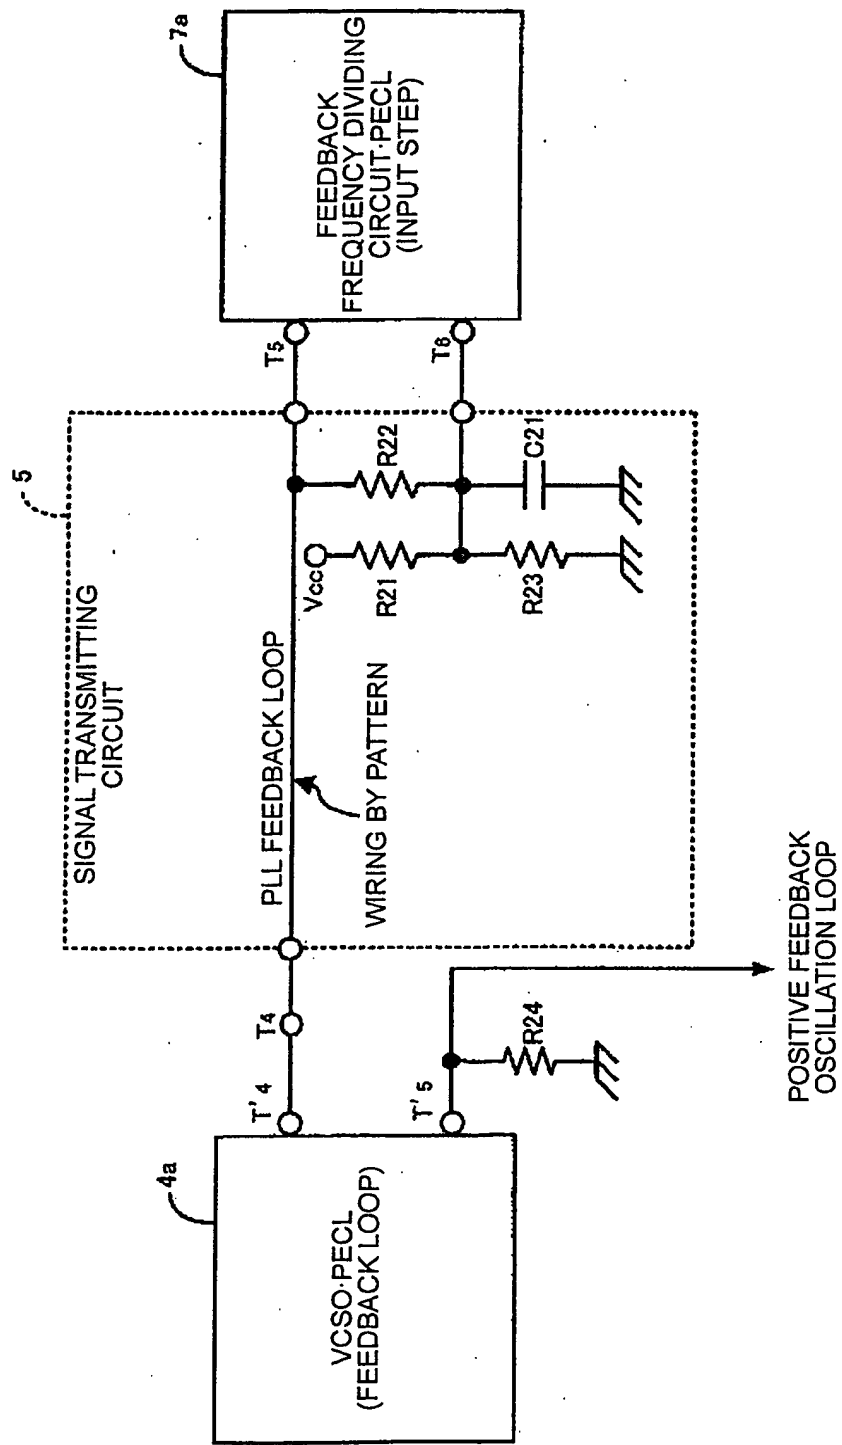 SIGNAL TRANSMITTING
CIRCUIT
5
7a
4a
VCSO·PECL
(FEEDBACK LOOP)
T'4
T4
T'5
R24
POSITIVE FEEDBACK
OSCILLATION LOOP
PLL FEEDBACK LOOP
WIRING BY PATTERN
Vcc
R21
R22
R23
C21
T5
T6
FEEDBACK
FREQUENCY DIVIDING
CIRCUIT·PECL
(INPUT STEP)